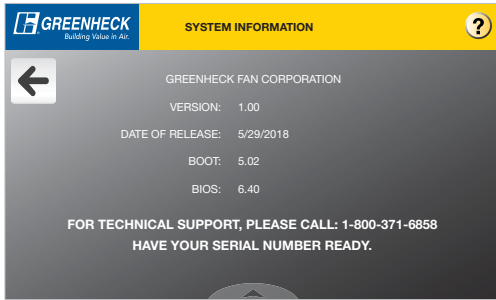 GREENHECK
Building Value in Air.
SYSTEM INFORMATION
?
GREENHECK FAN CORPORATION
VERSION: 1.00
DATE OF RELEASE: 5/29/2018
BOOT: 5.02
BIOS: 6.40
FOR TECHNICAL SUPPORT, PLEASE CALL: 1-800-371-6858
HAVE YOUR SERIAL NUMBER READY.